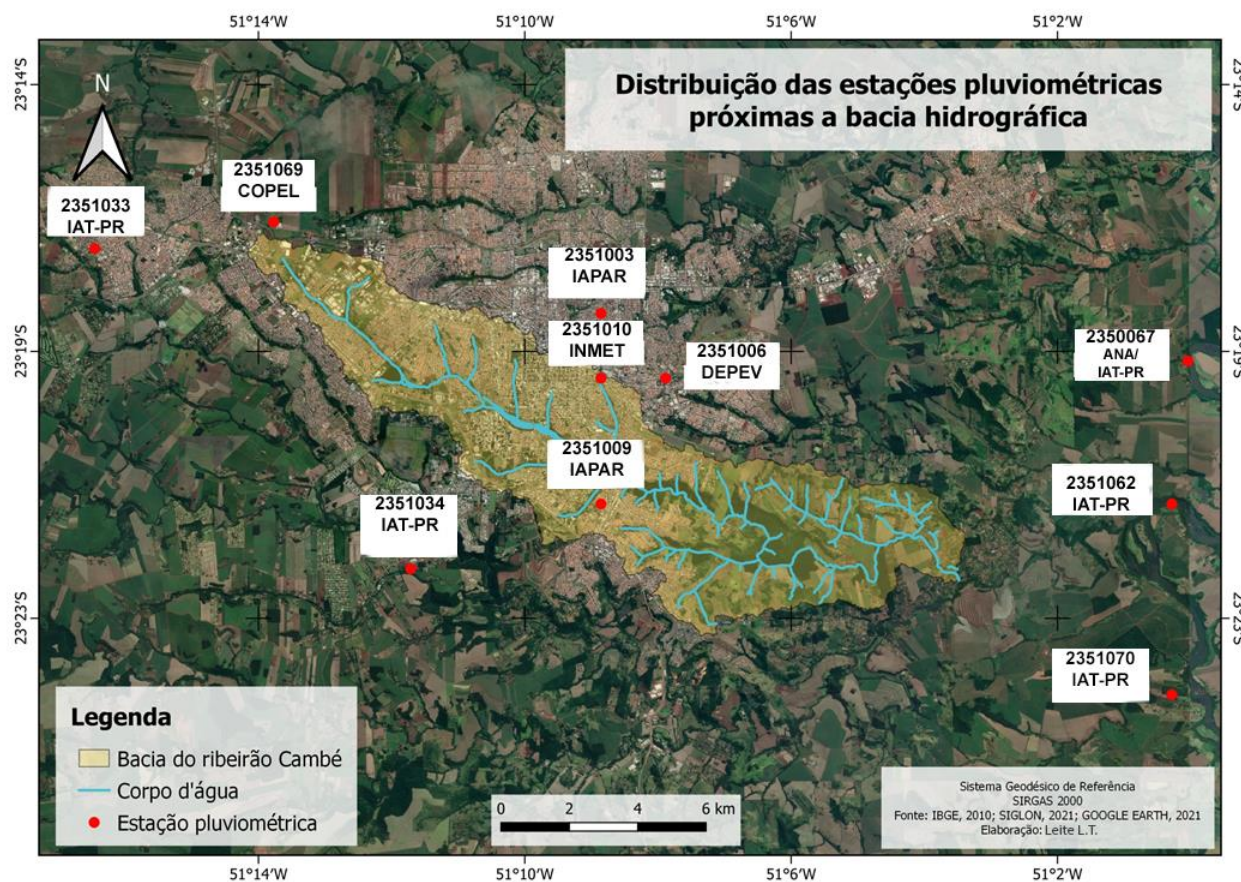 51°14'W 51°10'W 51°6'W 51°2'W
23°14'S
23°14'S
Distribuição das estações pluviométricas
próximas a bacia hidrográfica
N
2351069
COPEL
2351033
IAT-PR
2351003
IAPAR
2351010
INMET
2351006
DEPEV
23°19'S
23°19'S
2350067
ANA/
IAT-PR
2351009
IAPAR
2351034
IAT-PR
2351062
IAT-PR
23°23'S
23°23'S
2351070
IAT-PR
Legenda
Bacia do ribeirão Cambé
Corpo d'água
Estação pluviométrica
0 2 4 6 km
Sistema Geodésico de Referência
SIRGAS 2000
Fonte: IBGE, 2010; SIGLON, 2021; GOOGLE EARTH, 2021
Elaboração: Leite L.T.
51°14'W 51°10'W 51°6'W 51°2'W